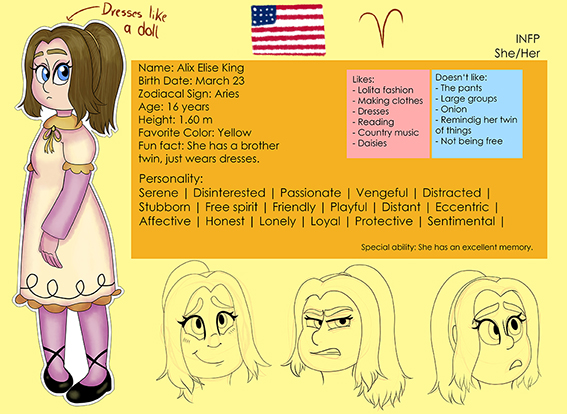 Dresses like
a doll
INFP
She/Her
Name: Alix Elise King
Birth Date: March 23
Zodiacal Sign: Aries
Age: 16 years
Height: 1.60 m
Favorite Color: Yellow
Fun fact: She has a brother
twin, just wears dresses.
Likes:
- Lolita fashion
- Making clothes
- Dresses
- Reading
- Country music
- Daisies
Doesn't like:
- The pants
- Large groups
- Onion
- Remindig her twin
of things
- Not being free
Personality:
Serene | Disinterested | Passionate | Vengeful | Distracted |
Stubborn | Free spirit | Friendly | Playful | Distant | Eccentric |
Affective | Honest | Lonely | Loyal | Protective | Sentimental |
Special ability: She has an excellent memory.